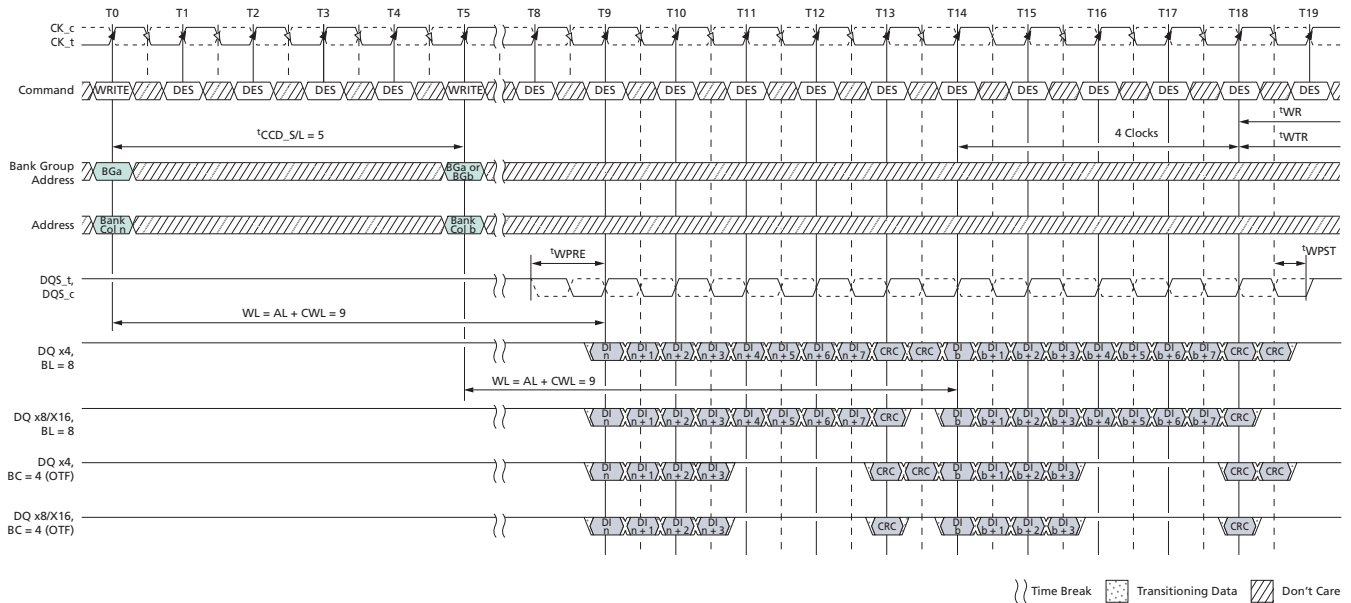 T0 T1 T2 T3 T4 T5 T8 T9 T10 T11 T12 T13 T14 T15 T16 T17 T18 T19
CK_c
CK_t
Command WRITE DES DES DES DES WRITE DES DES DES DES DES DES DES DES DES DES DES DES
tWR
tCCD_S/L = 5 4 Clocks tWTR
Bank Group
Address
BGa
BGa or
BGb
Address
Bank
Col n
Bank
Col b
tWPRE tWPST
DQS_t,
DQS_c
WL = AL + CWL = 9
DQ x4,
BL = 8
DI DI DI DI DI DI DI DI CRC CRC DI DI DI DI DI DI DI DI CRC CRC
n n + 1 n + 2 n + 3 n + 4 n + 5 n + 6 n + 7 b b + 1 b + 2 b + 3 b + 4 b + 5 b + 6 b + 7
WL = AL + CWL = 9
DQ x8/X16,
BL = 8
DI DI DI DI DI DI DI DI CRC DI DI DI DI DI DI DI DI CRC
n n + 1 n + 2 n + 3 n + 4 n + 5 n + 6 n + 7 b b + 1 b + 2 b + 3 b + 4 b + 5 b + 6 b + 7
DQ x4,
BC = 4 (OTF)
DI DI DI DI CRC CRC DI DI DI DI CRC CRC
n n + 1 n + 2 n + 3 b b + 1 b + 2 b + 3
DQ x8/X16,
BC = 4 (OTF)
DI DI DI DI CRC DI DI DI DI CRC
n n + 1 n + 2 n + 3 b b + 1 b + 2 b + 3
Time Break Transitioning Data Don't Care